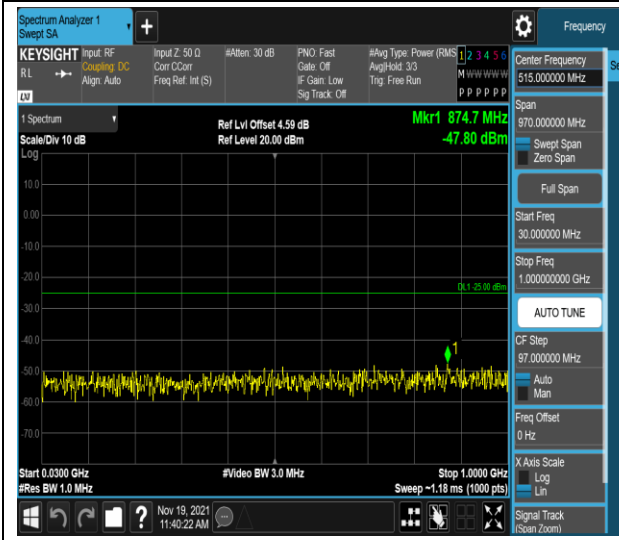 Spectrum Analyzer 1
Swept SA
+
Frequency
KEYSIGHT
RL
LXI
Input: RF
Coupling: DC
Align: Auto
Input Z: 50 Ω
Corr CCorr
Freq Ref: Int (S)
#Atten: 30 dB
PNO: Fast
Gate: Off
IF Gain: Low
Sig Track: Off
#Avg Type: Power (RMS
Avg|Hold: 3/3
Trig: Free Run
1 2 3 4 5 6
M W W W W W
P P P P P P
1 Spectrum
Scale/Div 10 dB
Log
Ref Lvl Offset 4.59 dB
Ref Level 20.00 dBm
Mkr1 874.7 MHz
-47.80 dBm
10.0
0.00
-10.0
-20.0
DL1 -25.00 dBm
-30.0
-40.0
1
-50.0
-60.0
-70.0
Start 0.0300 GHz
#Res BW 1.0 MHz
#Video BW 3.0 MHz
Stop 1.0000 GHz
Sweep ~1.18 ms (1000 pts)
?
Nov 19, 2021
11:40:22 AM
Center Frequency
515.000000 MHz
Se
Span
970.000000 MHz
Swept Span
Zero Span
Full Span
Start Freq
30.000000 MHz
Stop Freq
1.000000000 GHz
AUTO TUNE
CF Step
97.000000 MHz
Auto
Man
Freq Offset
0 Hz
X Axis Scale
Log
Lin
Signal Track
(Span Zoom)